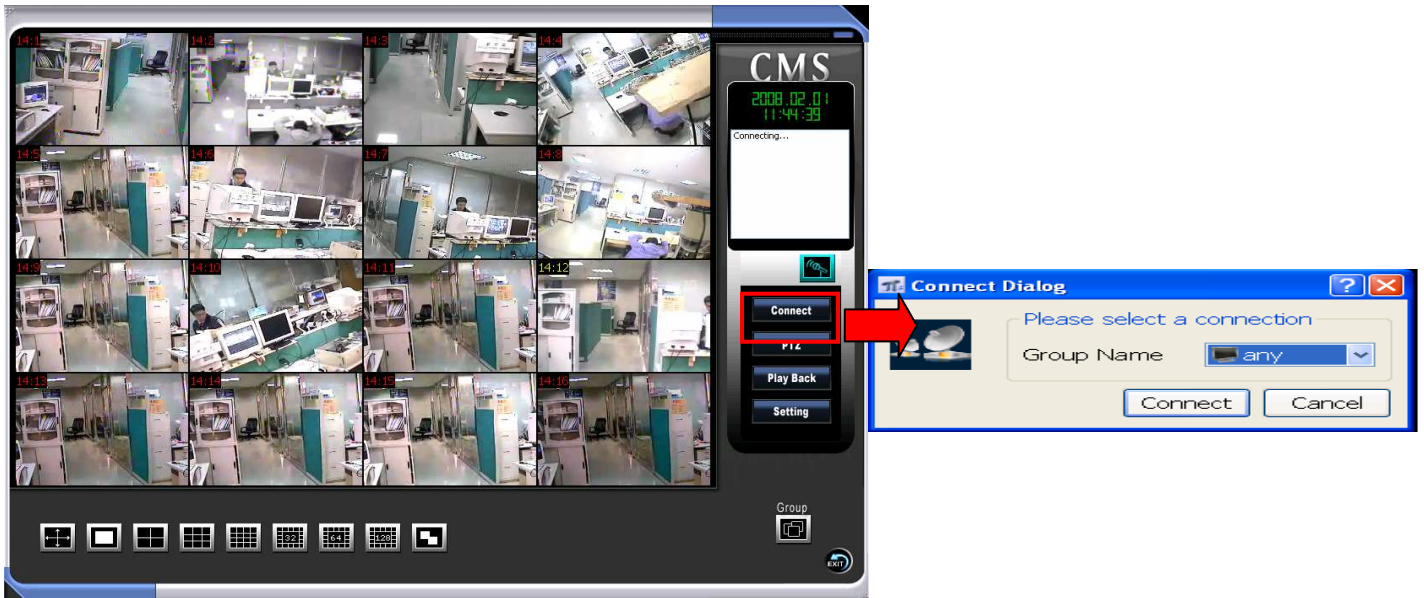 14:1
14:2
14:3
14:4
14:5
14:6
14:7
14:8
14:9
14:10
14:11
14:12
14:13
14:14
14:15
14:16
CMS
2008.02.01
11:44:39
Connecting...
Connect
PTZ
Play Back
Setting
32
64
128
Group
EXIT
Connect Dialog
Please select a connection
Group Name
any
Connect
Cancel